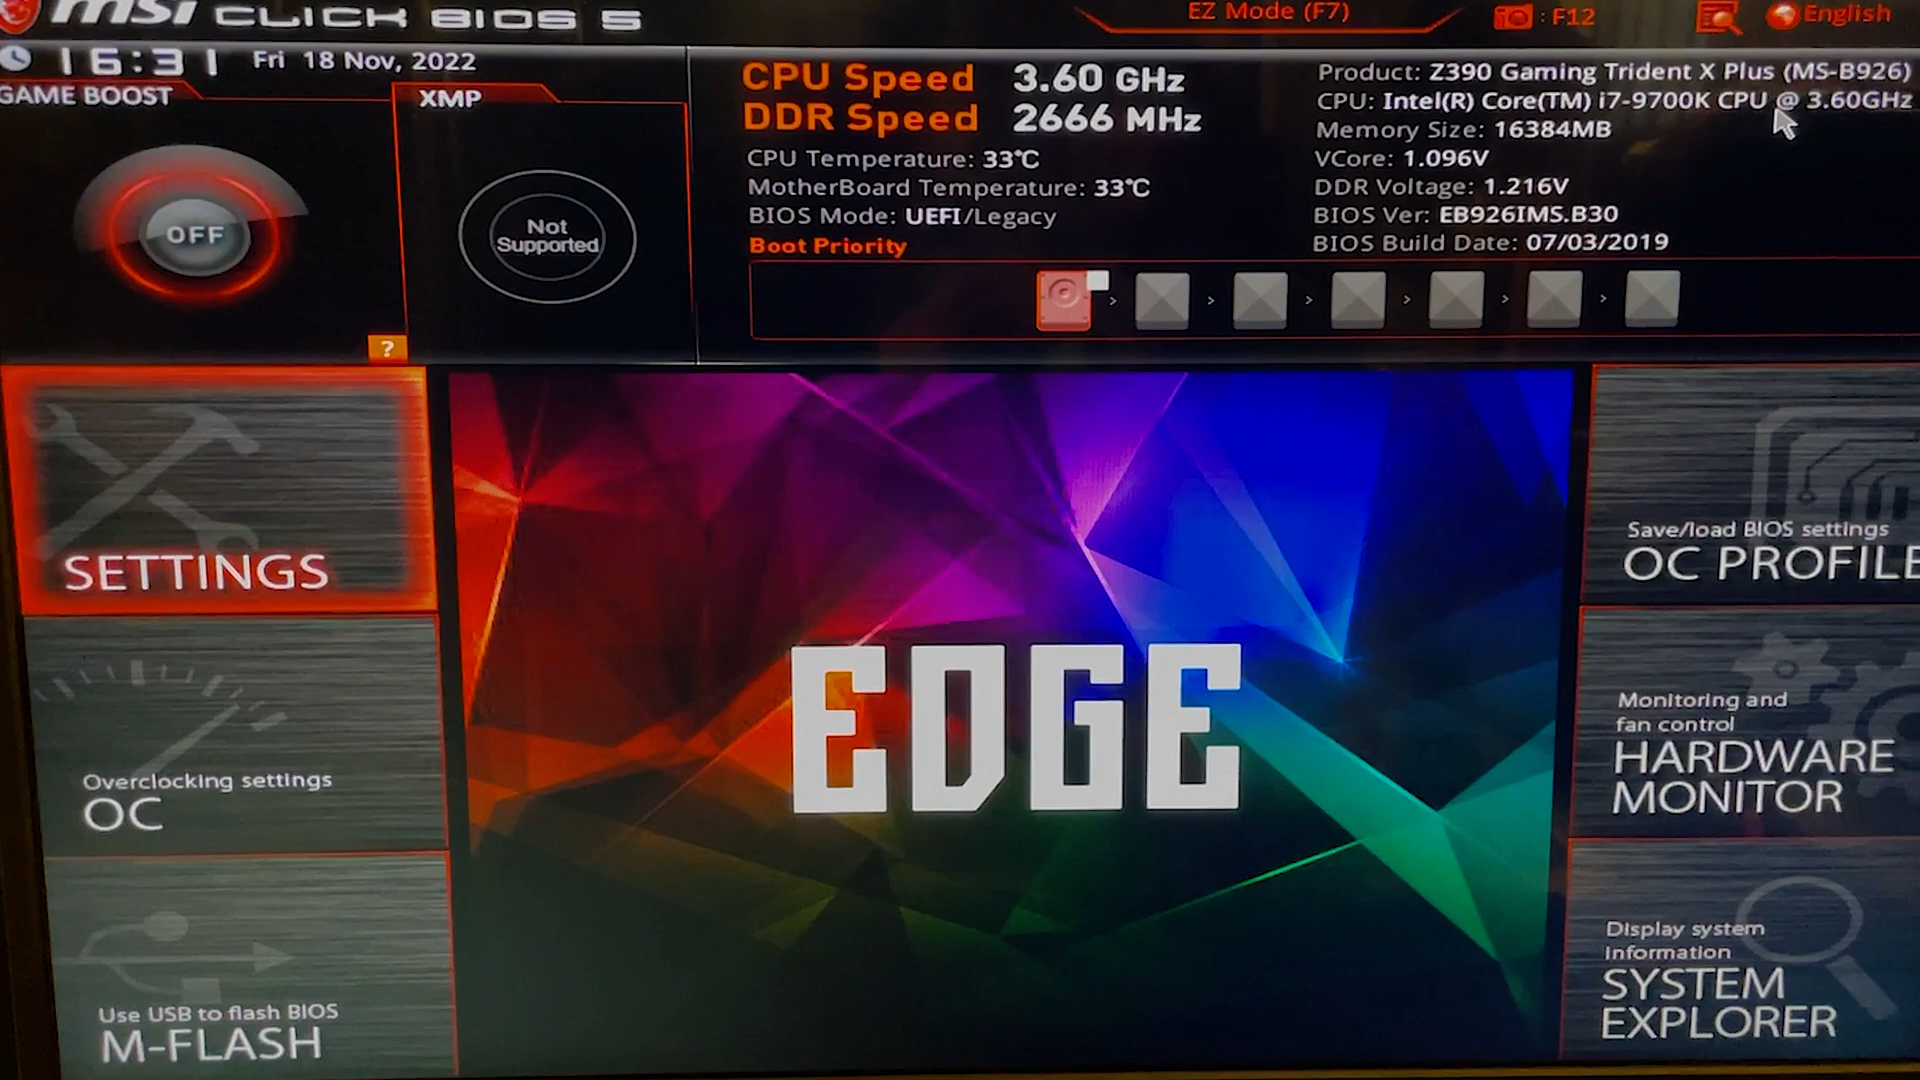 msi CLICK BIOS 5
EZ Mode (F7)
: F12
English
16:31
Fri 18 Nov, 2022
GAME BOOST
OFF
?
XMP
Not
Supported
CPU Speed 3.60 GHz
DDR Speed 2666 MHz
CPU Temperature: 33°C
MotherBoard Temperature: 33°C
BIOS Mode: UEFI/Legacy
Boot Priority
Product: Z390 Gaming Trident X Plus (MS-B926)
CPU: Intel(R) Core(TM) i7-9700K CPU @ 3.60GHz
Memory Size: 16384MB
VCore: 1.096V
DDR Voltage: 1.216V
BIOS Ver: EB926IMS.B30
BIOS Build Date: 07/03/2019
SETTINGS
Overclocking settings
OC
Use USB to flash BIOS
M-FLASH
EDGE
Save/load BIOS settings
OC PROFILE
Monitoring and
fan control
HARDWARE
MONITOR
Display system
information
SYSTEM
EXPLORER